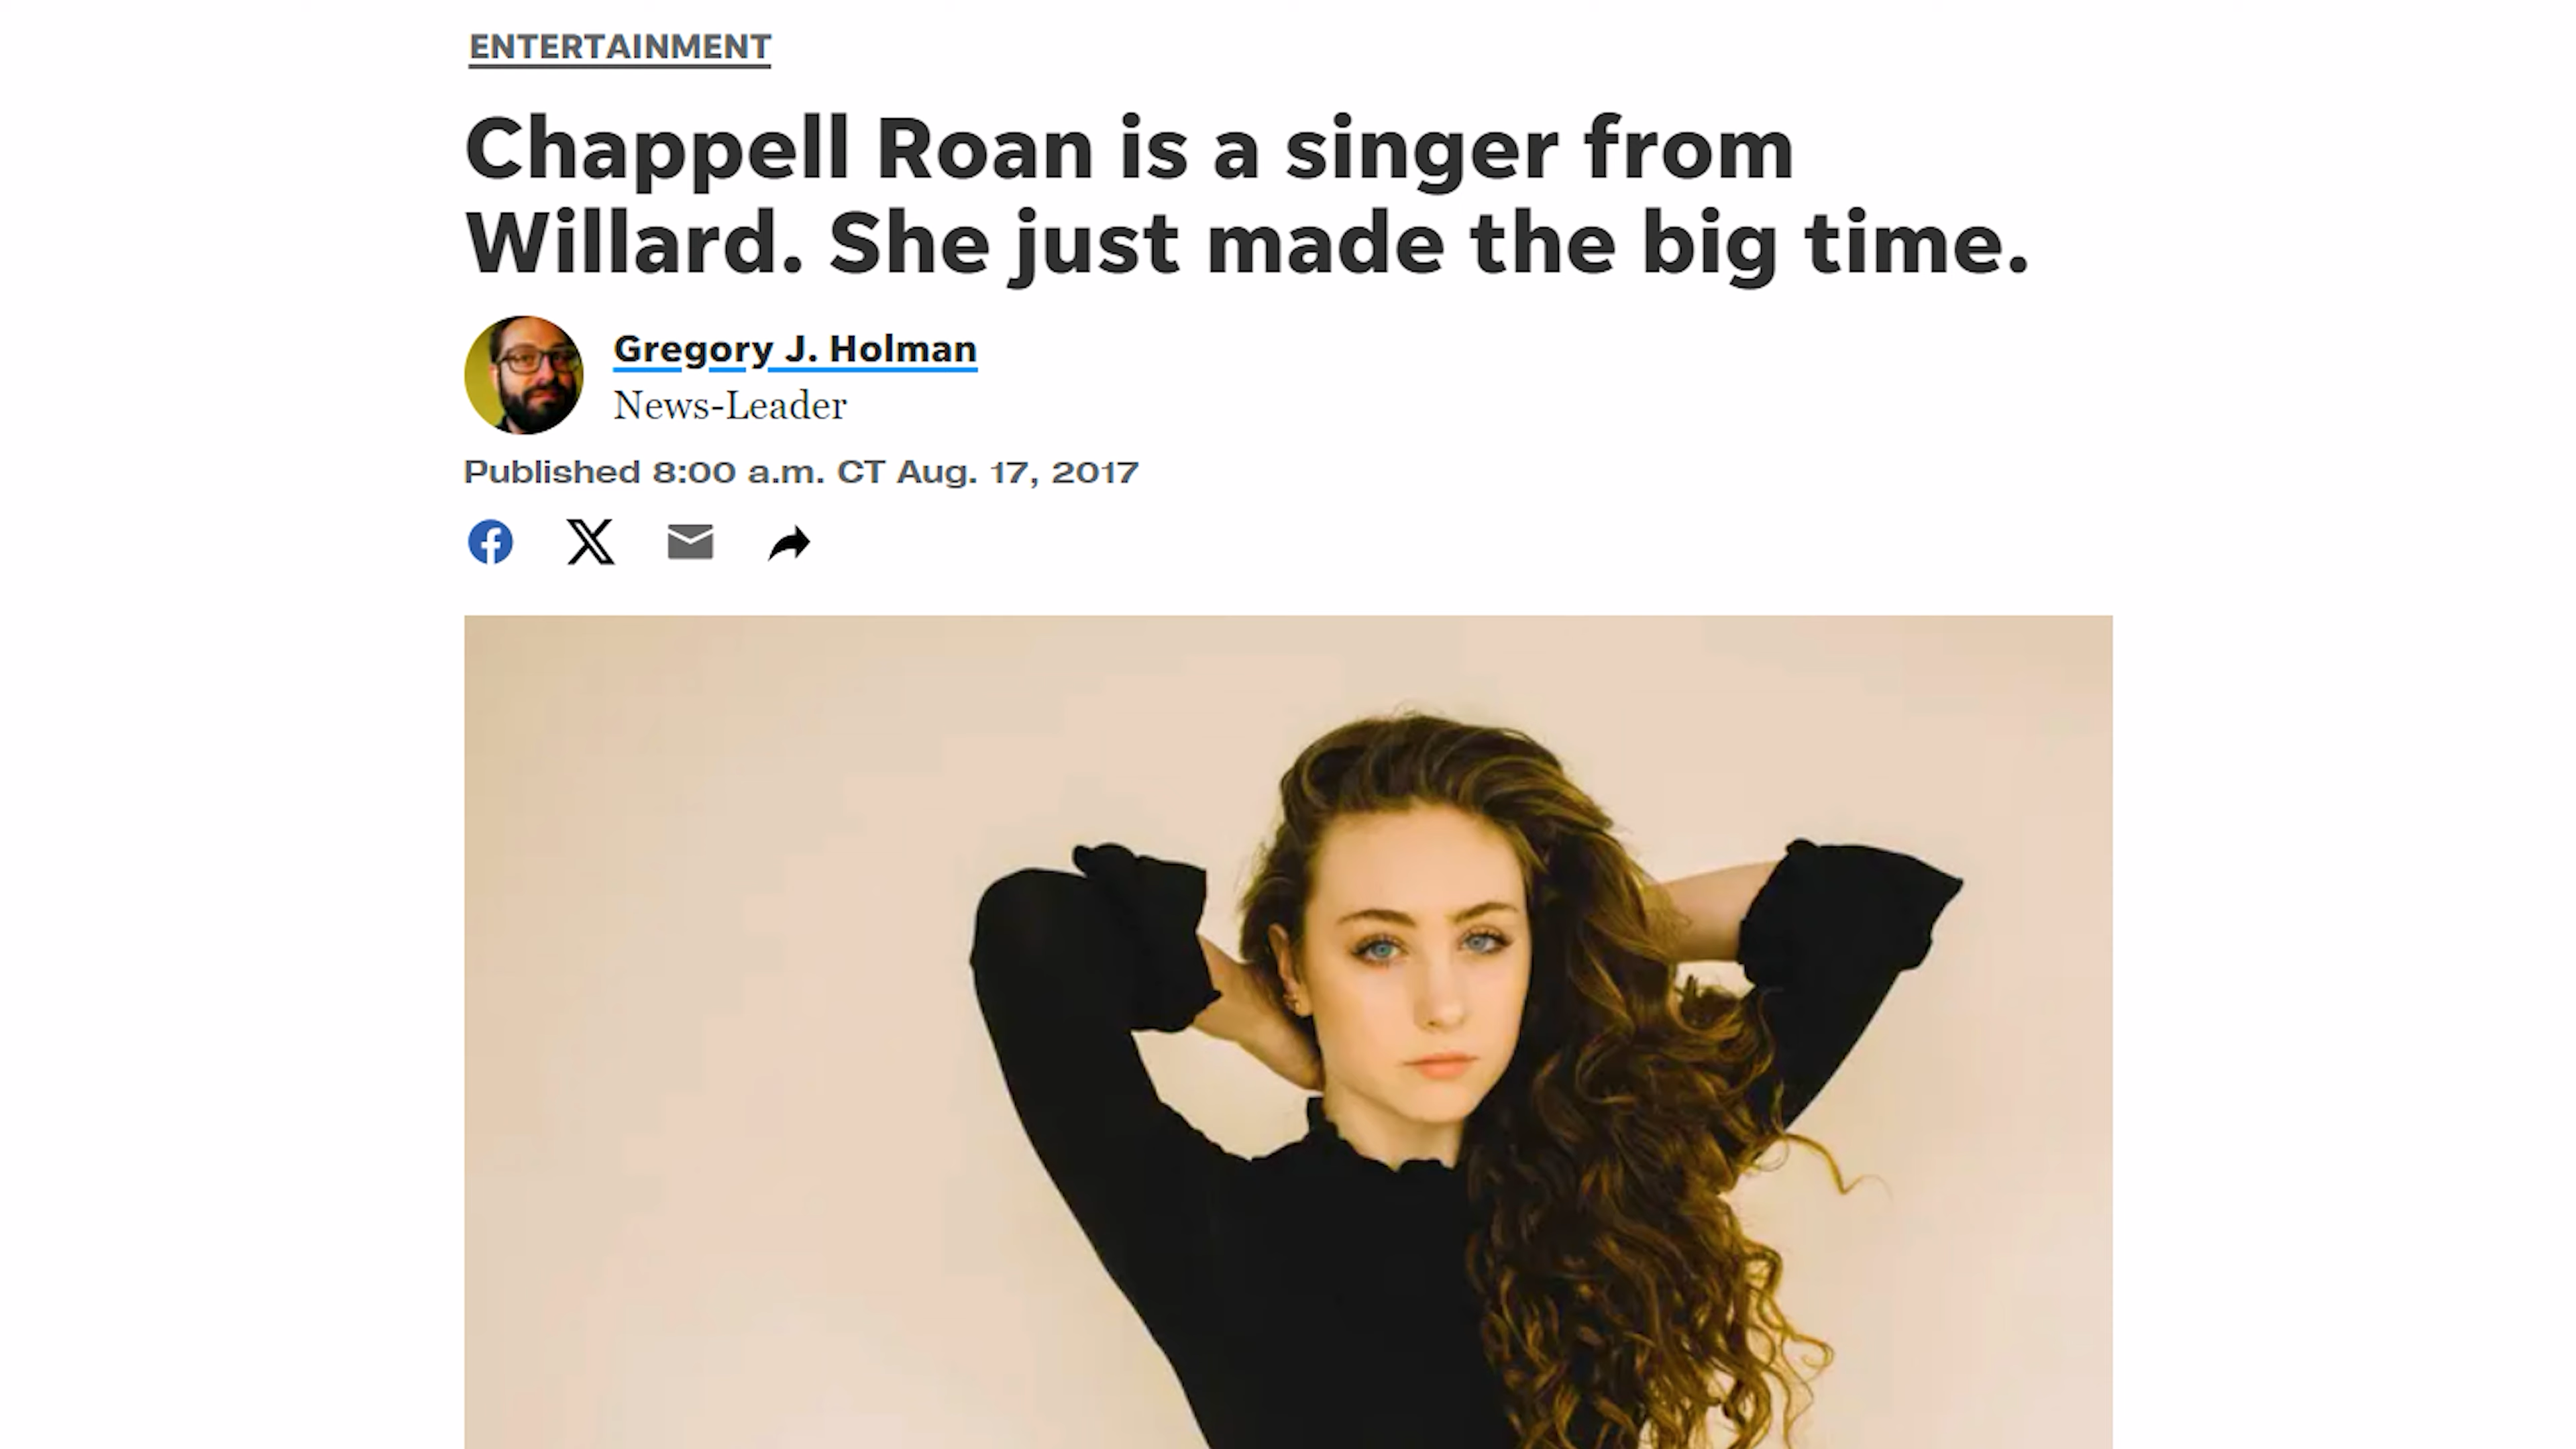 ENTERTAINMENT
Chappell Roan is a singer from
Willard. She just made the big time.
Gregory J. Holman
News-Leader
Published 8:00 a.m. CT Aug. 17, 2017